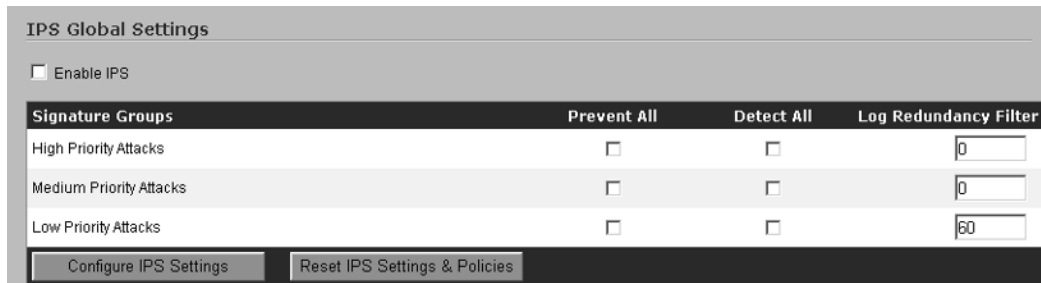 IPS Global Settings
Enable IPS
Signature Groups Prevent All Detect All Log Redundancy Filter
High Priority Attacks 0
Medium Priority Attacks 0
Low Priority Attacks 60
Configure IPS Settings Reset IPS Settings & Policies